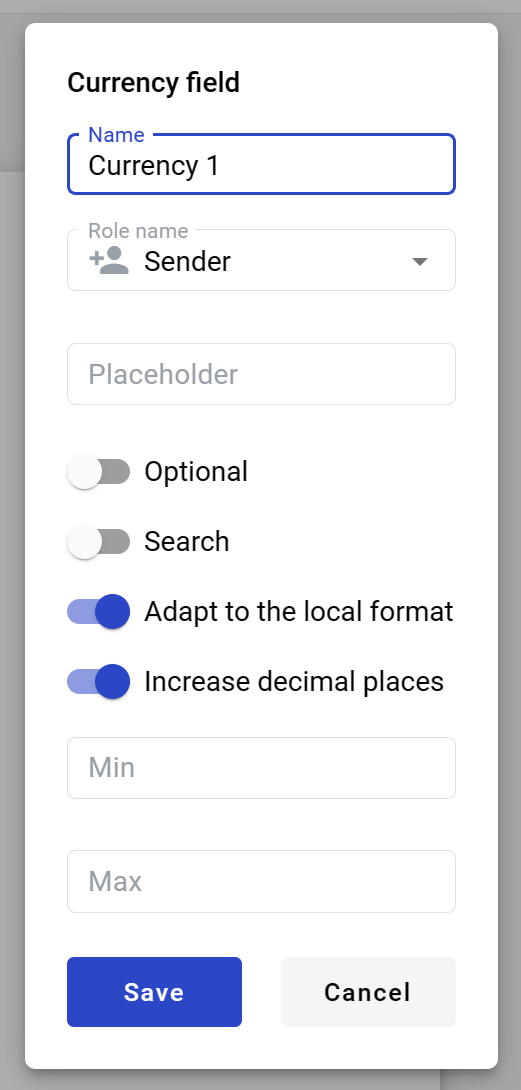 Currency field
Name
Currency 1
Role name
Sender
Placeholder
Optional
Search
Adapt to the local format
Increase decimal places
Min
Max
Save
Cancel